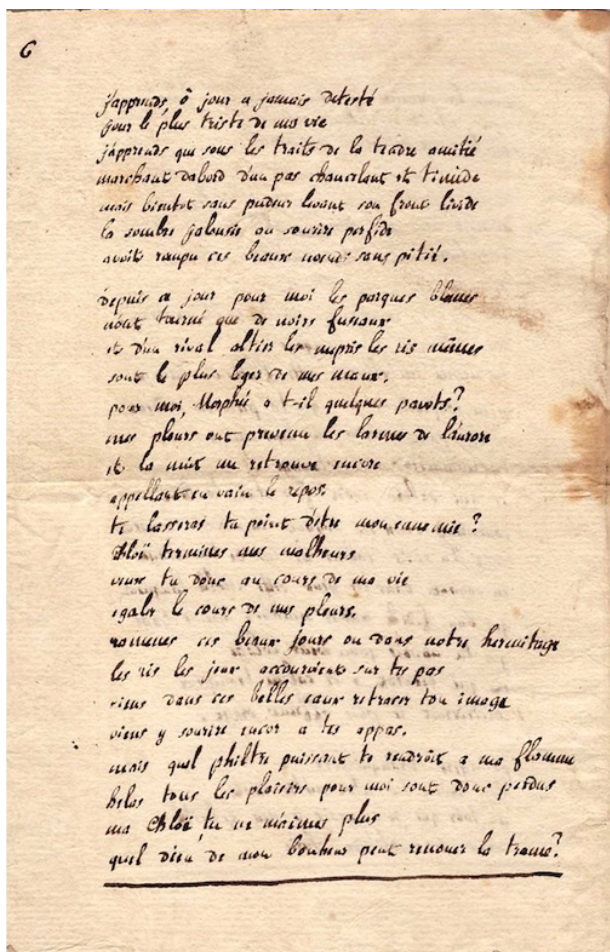 6
j'apprends, ô jour a jamais detesté
jour le plus triste de ma vie
j'apprends que sous les traits de la tendre amitié
marchant dabord d'un pas chancelant et timide
mais bientot sans pudeur levant son front livide
la sombre jalousie au sourire perfide
avoit rompu ces beaux noeuds sans pitié.
depuis ce jour pour moi les parques blemes
n'ont tourné que de noirs fuseaux
et d'un rival altier les mepris les ris mêmes
sont le plus leger de mes maux.
pour moi, Morphée a t-il quelques pavots?
mes pleurs ont prevenu les larmes de l'aurore
et la nuit me retrouve encore
appellant en vain le repos.
te lasseras tu point d'être mon ennemie?
Chloé termines mes malheurs
veux tu donc au cours de ma vie
egaler le cours de mes pleurs.
ramenes ces beaux jours ou dans notre hermitage
les ris les jeux accouroient sur tes pas
viens dans ces belles eaux retracer ton image
viens y sourire encor a tes appas.
mais quel philtre puissant te rendroit a ma flamme
helas tous les plaisirs pour moi sont donc perdus
ma Chloé tu ne m'aimes plus
quel dieu de mon bonheur peut renouer la trame?